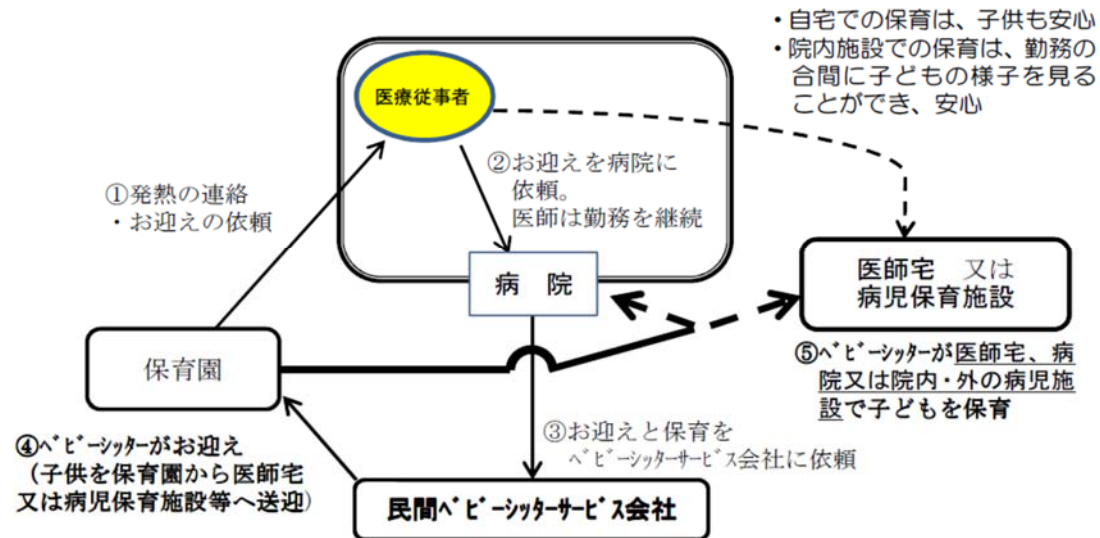 ・自宅での保育は、子供も安心
・院内施設での保育は、勤務の
合間に子どもの様子を見る
ことができ、安心
医療従事者
①発熱の連絡
・お迎えの依頼
②お迎えを病院に
依頼。
医師は勤務を継続
病 院
医師宅 又は
病児保育施設
保育園
⑤ﾍﾞﾋﾞｰｼｯﾀｰが医師宅、病
院又は院内・外の病児施
設で子どもを保育
③お迎えと保育を
ﾍﾞﾋﾞｰｼｯﾀｰｻｰﾋﾞｽ会社に依頼
④ﾍﾞﾋﾞｰｼｯﾀｰがお迎え
（子供を保育園から医師宅
又は病児保育施設等へ送迎）
民間ﾍﾞﾋﾞｰｼｯﾀｰｻｰﾋﾞｽ会社